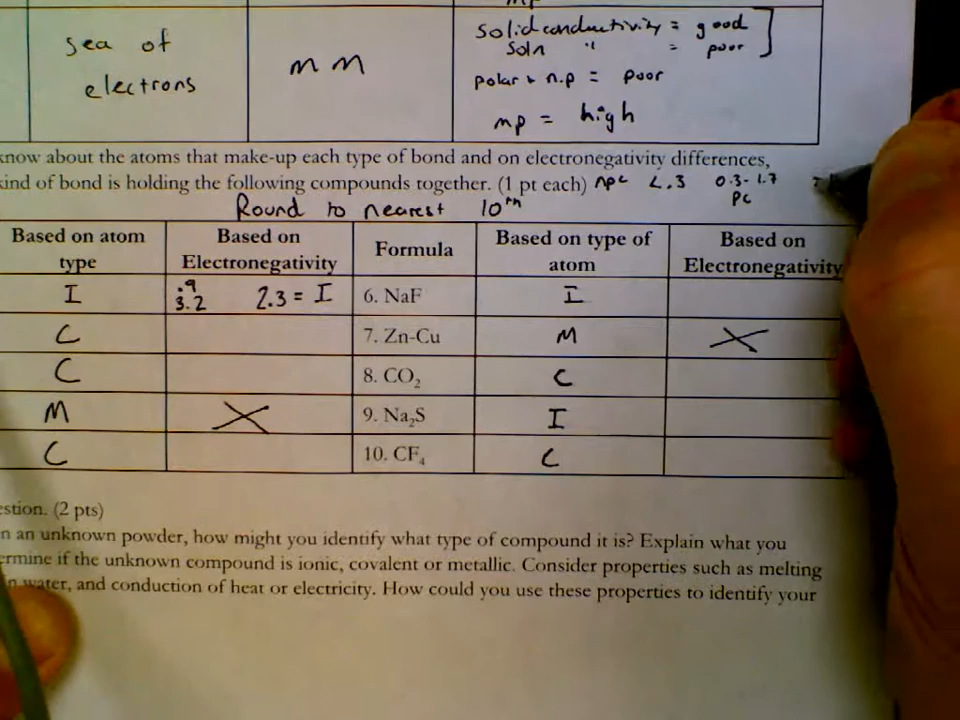 sea of
electrons
m m
solid conductivity = good
soln " = poor
polar + n.p = poor
mp = high
know about the atoms that make-up each type of bond and on electronegativity differences,
kind of bond is holding the following compounds together. (1 pt each) npc <.3 0.3-1.7
pc
Round to nearest 10th
Based on atom type Based on Electronegativity Formula Based on type of atom Based on Electronegativity
I .9 3.2 2.3 = I 6. NaF I
C 7. Zn-Cu M X
C 8. CO₂ C
M X 9. Na₂S I
C 10. CF₄ C
estion. (2 pts)
n an unknown powder, how might you identify what type of compound it is? Explain what you
ermine if the unknown compound is ionic, covalent or metallic. Consider properties such as melting
n water, and conduction of heat or electricity. How could you use these properties to identify your